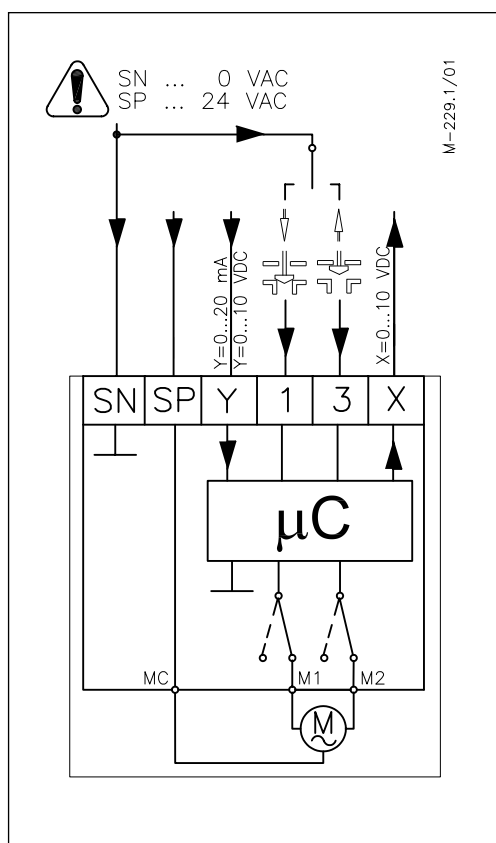 SN ... 0 VAC
SP ... 24 VAC
M-229.1/01
Y=0...20 mA
Y=0...10 VDC
X=0...10 VDC
SN SP Y 1 3 X
µC
MC M1 M2
M